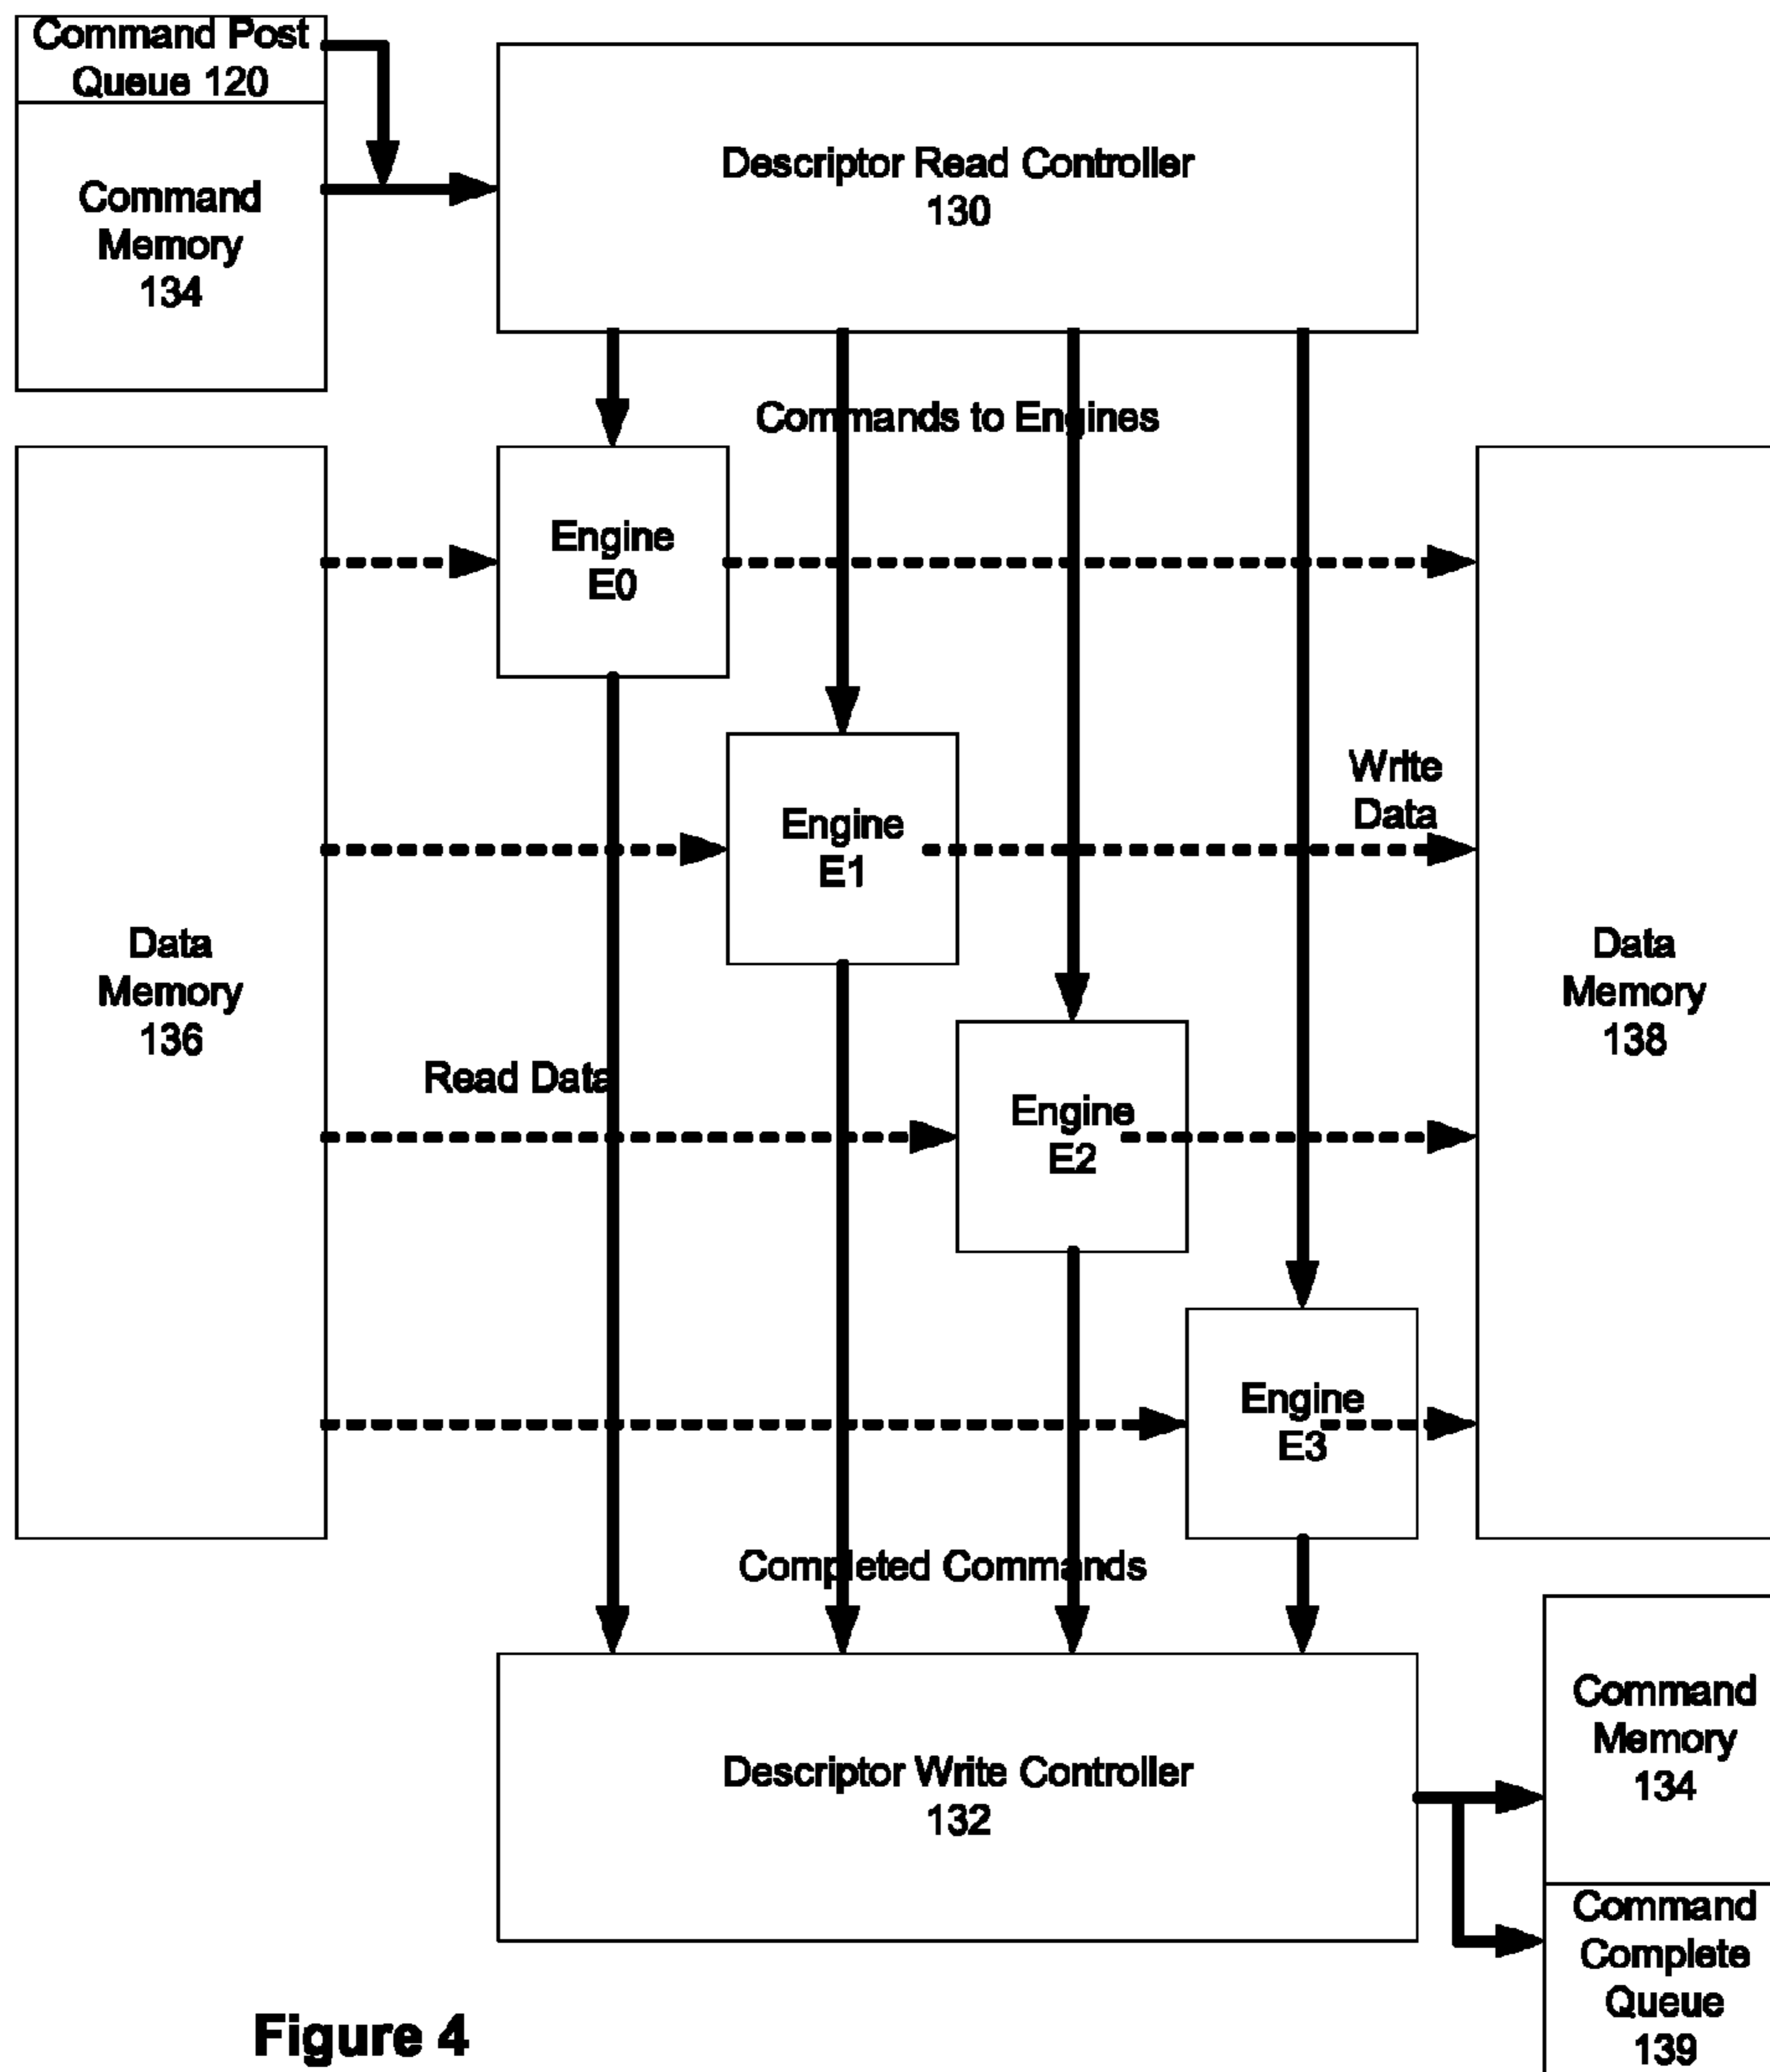 Command Post
Queue 120
Command
Memory
134
Descriptor Read Controller
130
Commands to Engines
Engine
E0
Engine
E1
Write
Data
Data
Memory
136
Data
Memory
138
Read Data
Engine
E2
Engine
E3
Completed Commands
Descriptor Write Controller
132
Command
Memory
134
Command
Complete
Queue
139
Figure 4